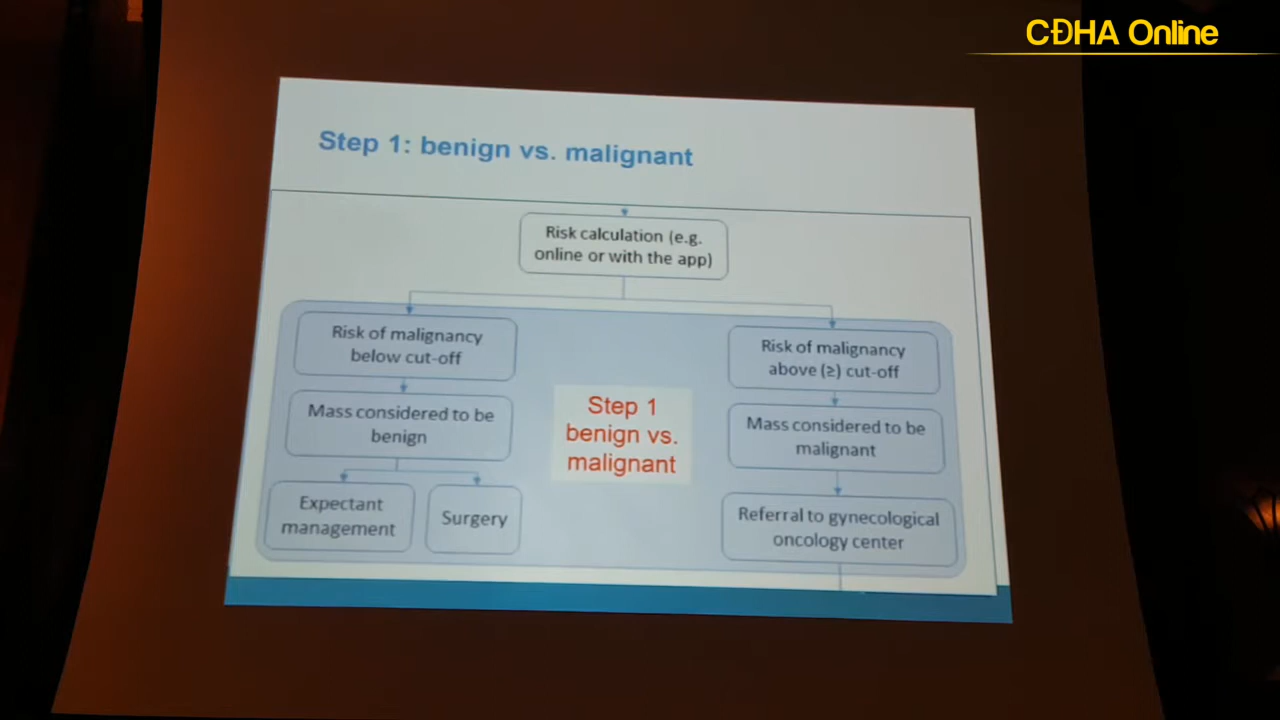 CĐHA Online
Step 1: benign vs. malignant
Risk calculation (e.g.
online or with the app)
Risk of malignancy
below cut-off
Risk of malignancy
above (≥) cut-off
Mass considered to be
benign
Step 1
benign vs.
malignant
Mass considered to be
malignant
Expectant
management
Surgery
Referral to gynecological
oncology center